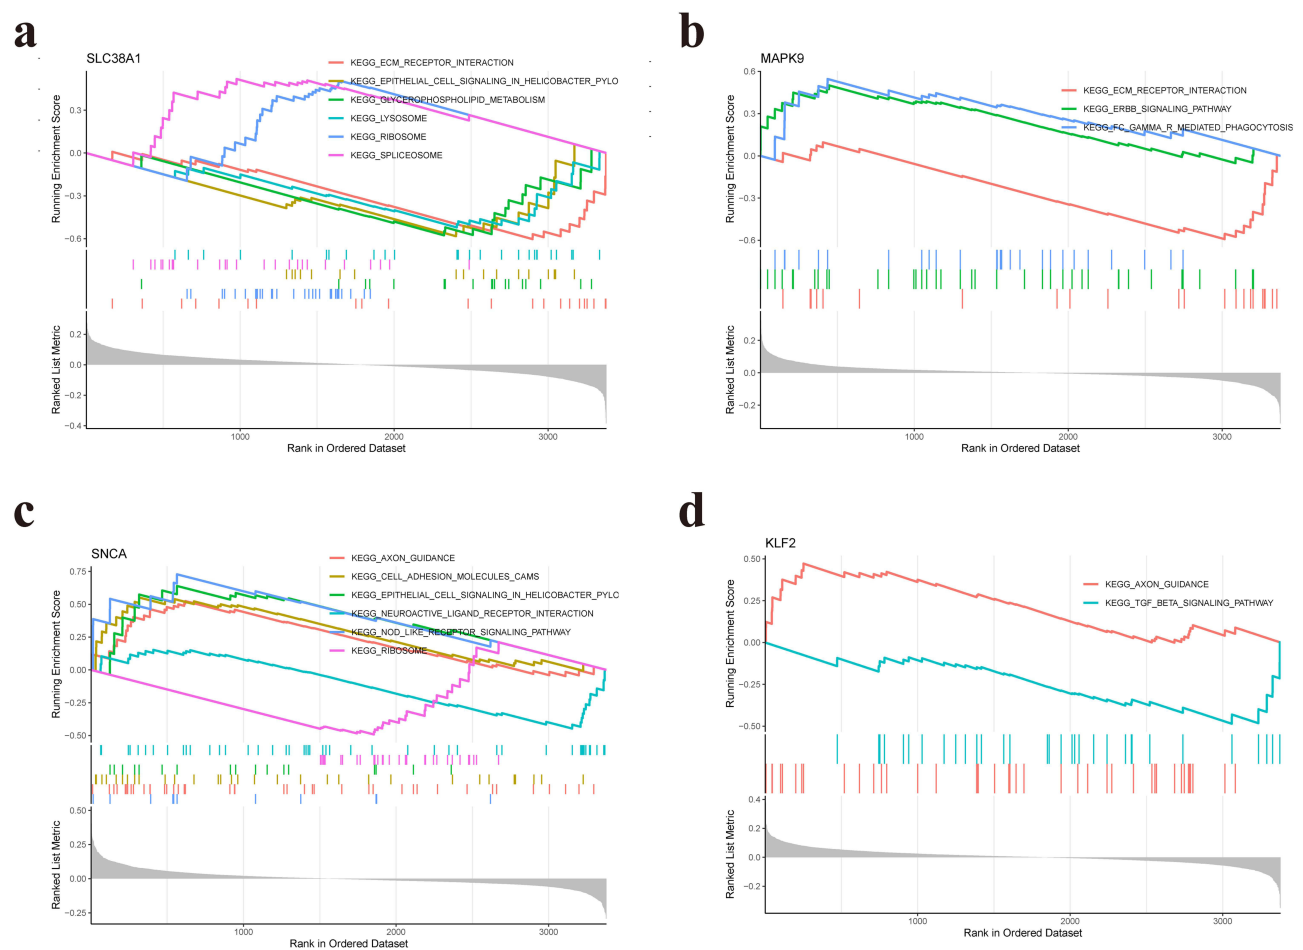 a
SLC38A1
KEGG_ECM_RECEPTOR_INTERACTION
KEGG_EPITHELIAL_CELL_SIGNALING_IN_HELICOBACTER_PYLO
KEGG_GLYCEROPHOSPHOLIPID_METABOLISM
KEGG_LYSOSOME
KEGG_RIBOSOME
KEGG_SPLICEOSOME
Running Enrichment Score
0.3
0.0
−0.3
−0.6
Ranked List Metric
0.2
0.0
−0.2
−0.4
1000
2000
3000
Rank in Ordered Dataset
b
MAPK9
KEGG_ECM_RECEPTOR_INTERACTION
KEGG_ERBB_SIGNALING_PATHWAY
KEGG_FC_GAMMA_R_MEDIATED_PHAGOCYTOSIS
Running Enrichment Score
0.6
0.3
0.0
−0.3
−0.6
Ranked List Metric
0.2
0.0
−0.2
1000
2000
3000
Rank in Ordered Dataset
c
SNCA
KEGG_AXON_GUIDANCE
KEGG_CELL_ADHESION_MOLECULES_CAMS
KEGG_EPITHELIAL_CELL_SIGNALING_IN_HELICOBACTER_PYLO
KEGG_NEUROACTIVE_LIGAND_RECEPTOR_INTERACTION
KEGG_NOD_LIKE_RECEPTOR_SIGNALING_PATHWAY
KEGG_RIBOSOME
Running Enrichment Score
0.75
0.50
0.25
0.00
−0.25
−0.50
Ranked List Metric
0.50
0.25
0.00
−0.25
1000
2000
3000
Rank in Ordered Dataset
d
KLF2
KEGG_AXON_GUIDANCE
KEGG_TGF_BETA_SIGNALING_PATHWAY
Running Enrichment Score
0.50
0.25
0.00
−0.25
−0.50
Ranked List Metric
0.4
0.2
0.0
−0.2
1000
2000
3000
Rank in Ordered Dataset